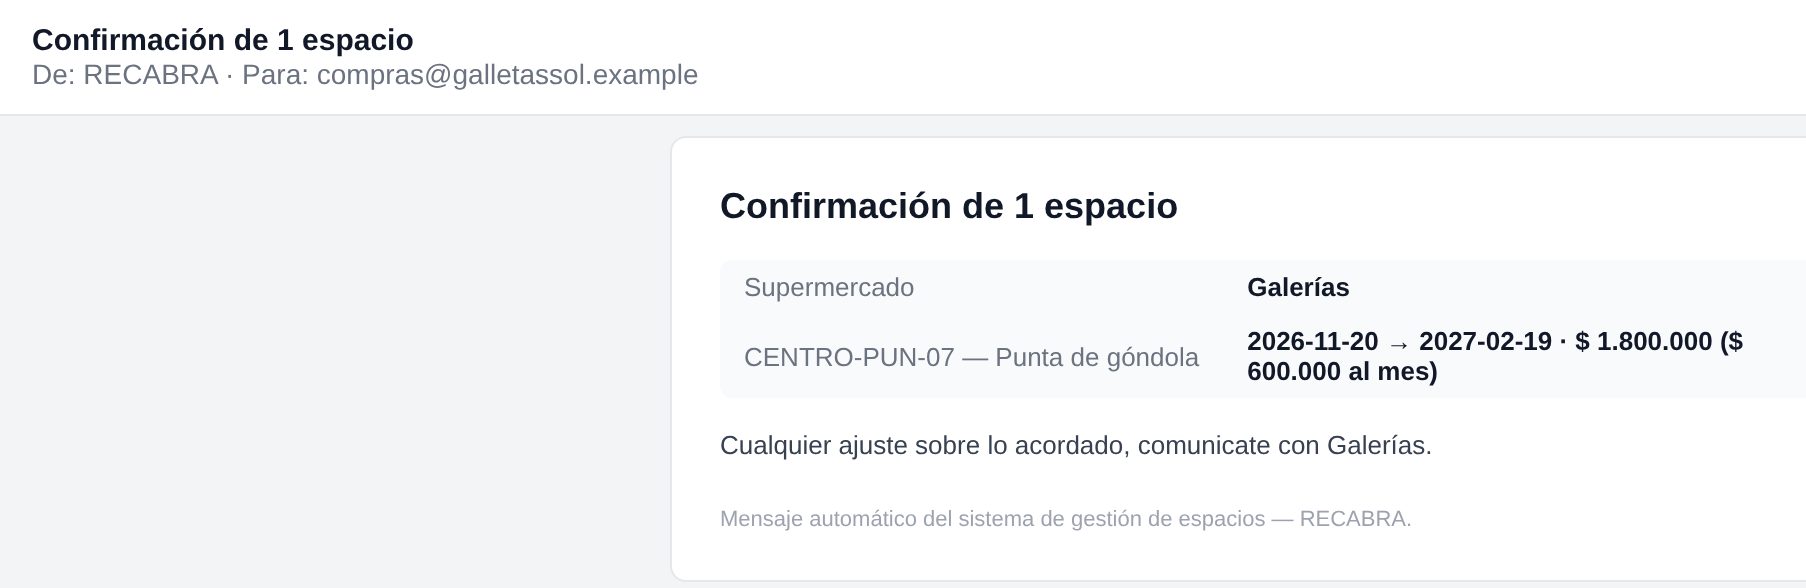 Confirmación de 1 espacio
De: RECABRA · Para: compras@galletassol.example
Confirmación de 1 espacio
Supermercado Galerías
CENTRO-PUN-07 — Punta de góndola 2026-11-20 → 2027-02-19 · $ 1.800.000 ($
600.000 al mes)
Cualquier ajuste sobre lo acordado, comunicate con Galerías.
Mensaje automático del sistema de gestión de espacios — RECABRA.